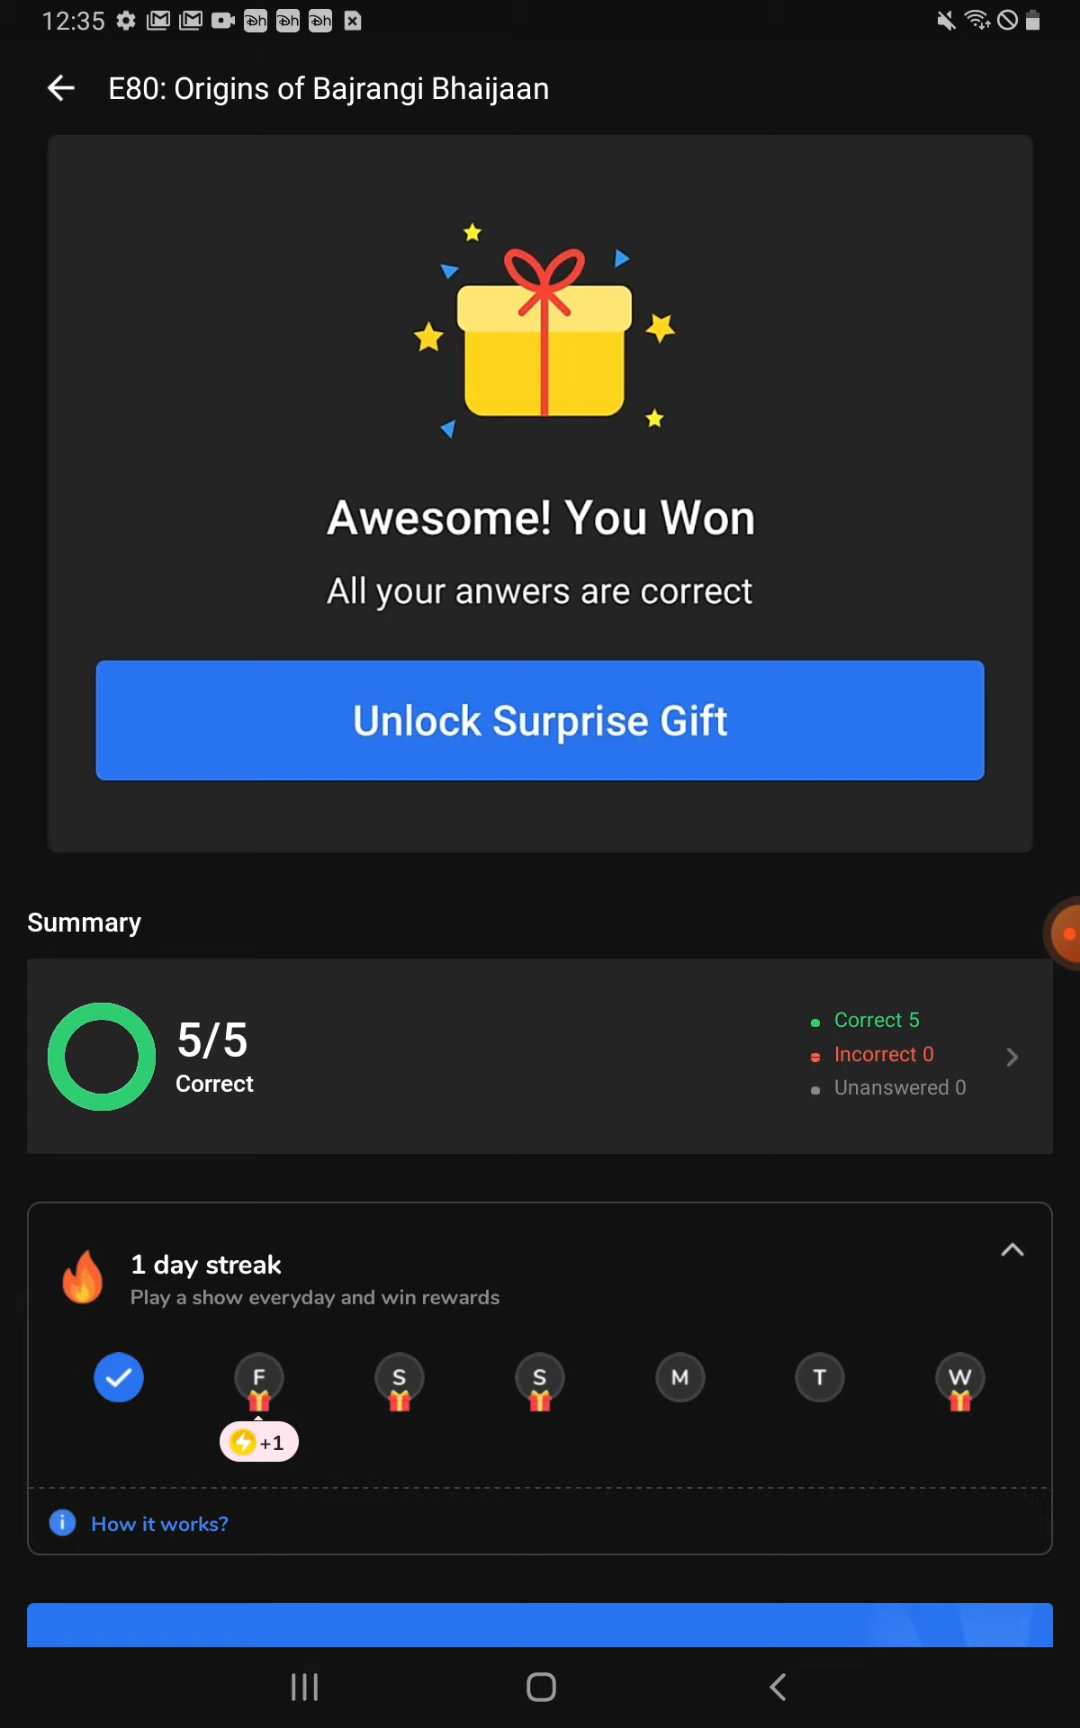 12:35
E80: Origins of Bajrangi Bhaijaan
Awesome! You Won
All your anwers are correct
Unlock Surprise Gift
Summary
5/5
Correct
Correct 5
Incorrect 0
Unanswered 0
1 day streak
Play a show everyday and win rewards
F S S M T W
+1
How it works?